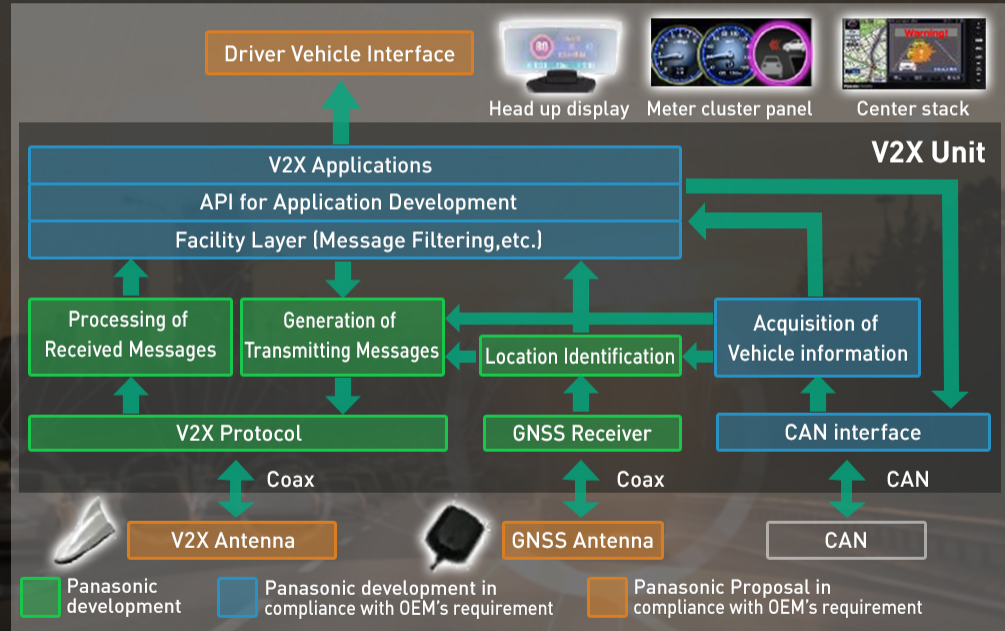 Driver Vehicle Interface
80
Warning!
Head up display
Meter cluster panel
Center stack
V2X Unit
V2X Applications
API for Application Development
Facility Layer (Message Filtering,etc.)
Processing of
Received Messages
Generation of
Transmitting Messages
Location Identification
Acquisition of
Vehicle information
V2X Protocol
GNSS Receiver
CAN interface
Coax
Coax
CAN
V2X Antenna
GNSS Antenna
CAN
Panasonic
development
Panasonic development in
compliance with OEM's requirement
Panasonic Proposal in
compliance with OEM's requirement